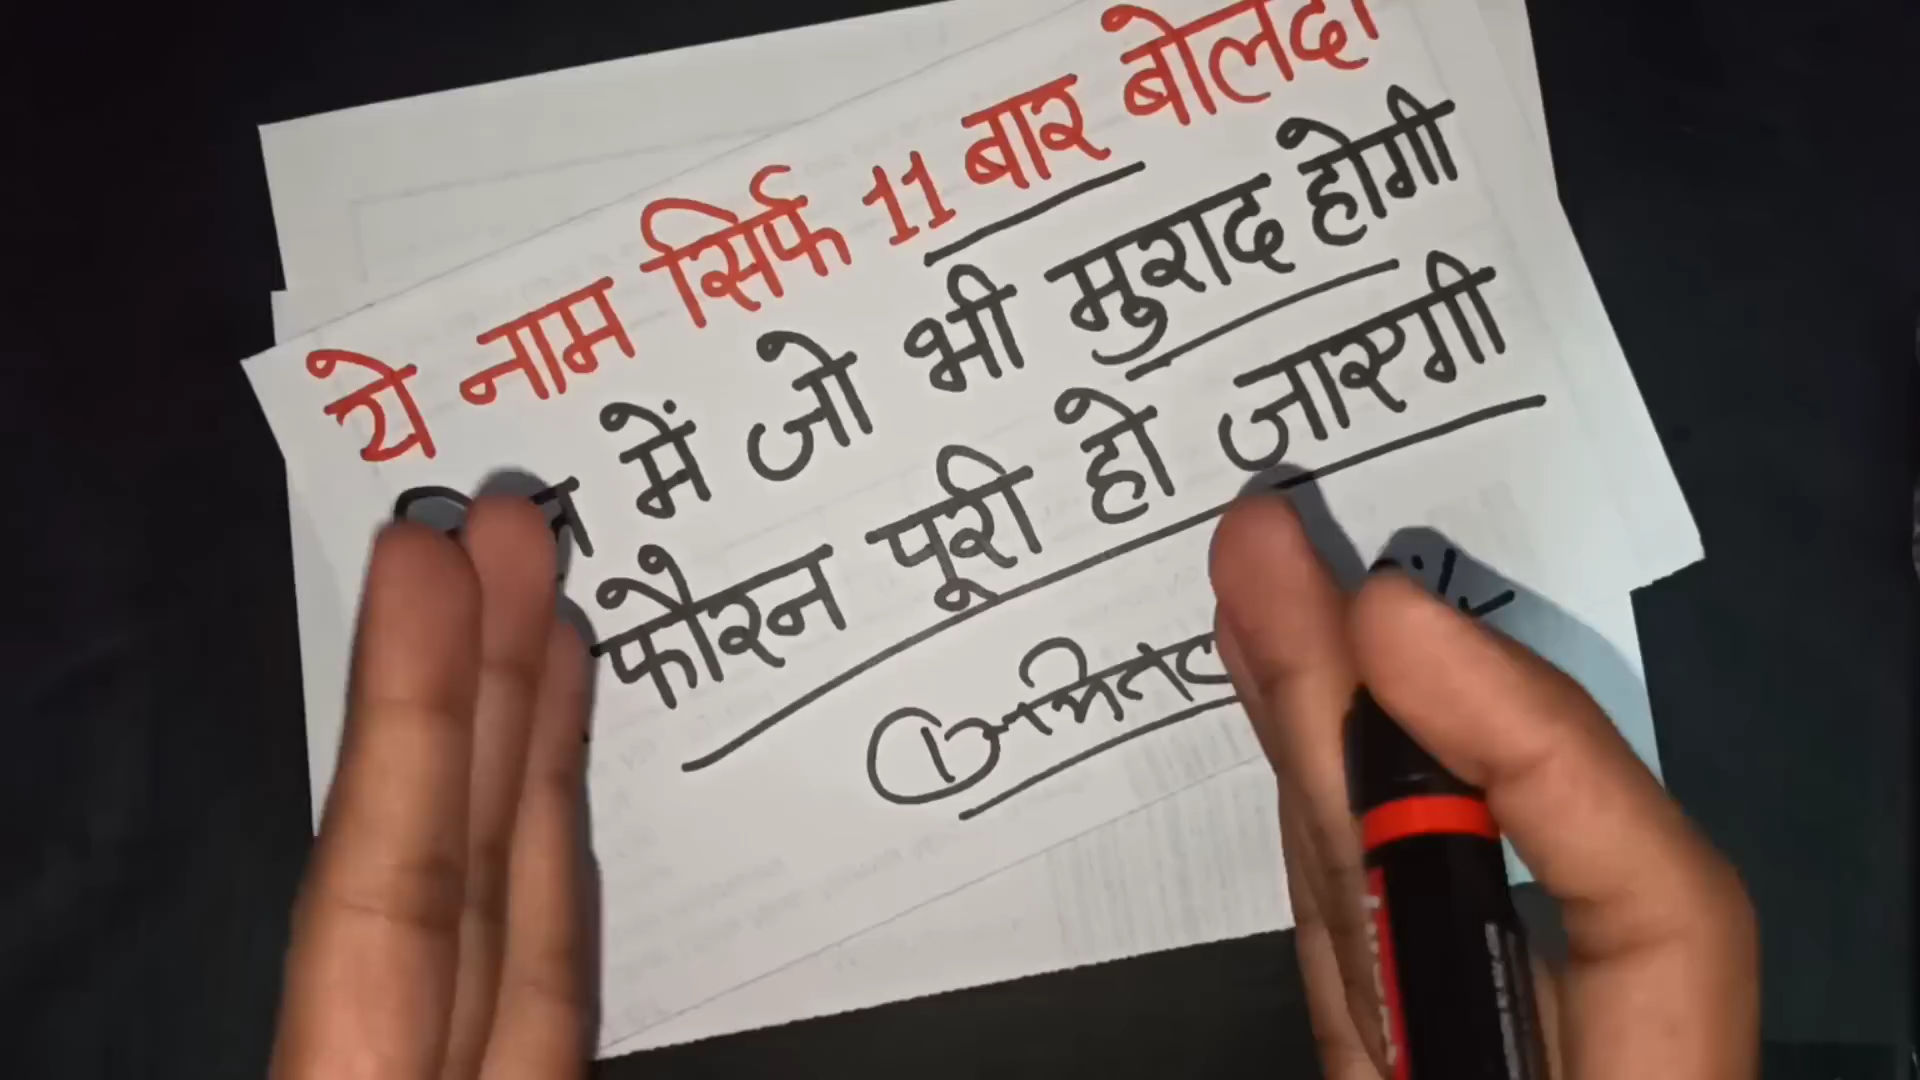 ये नाम सिर्फ 11 बार बोलदो
में जो भी मुराद होगी
फौरन पूरी हो जाएगी